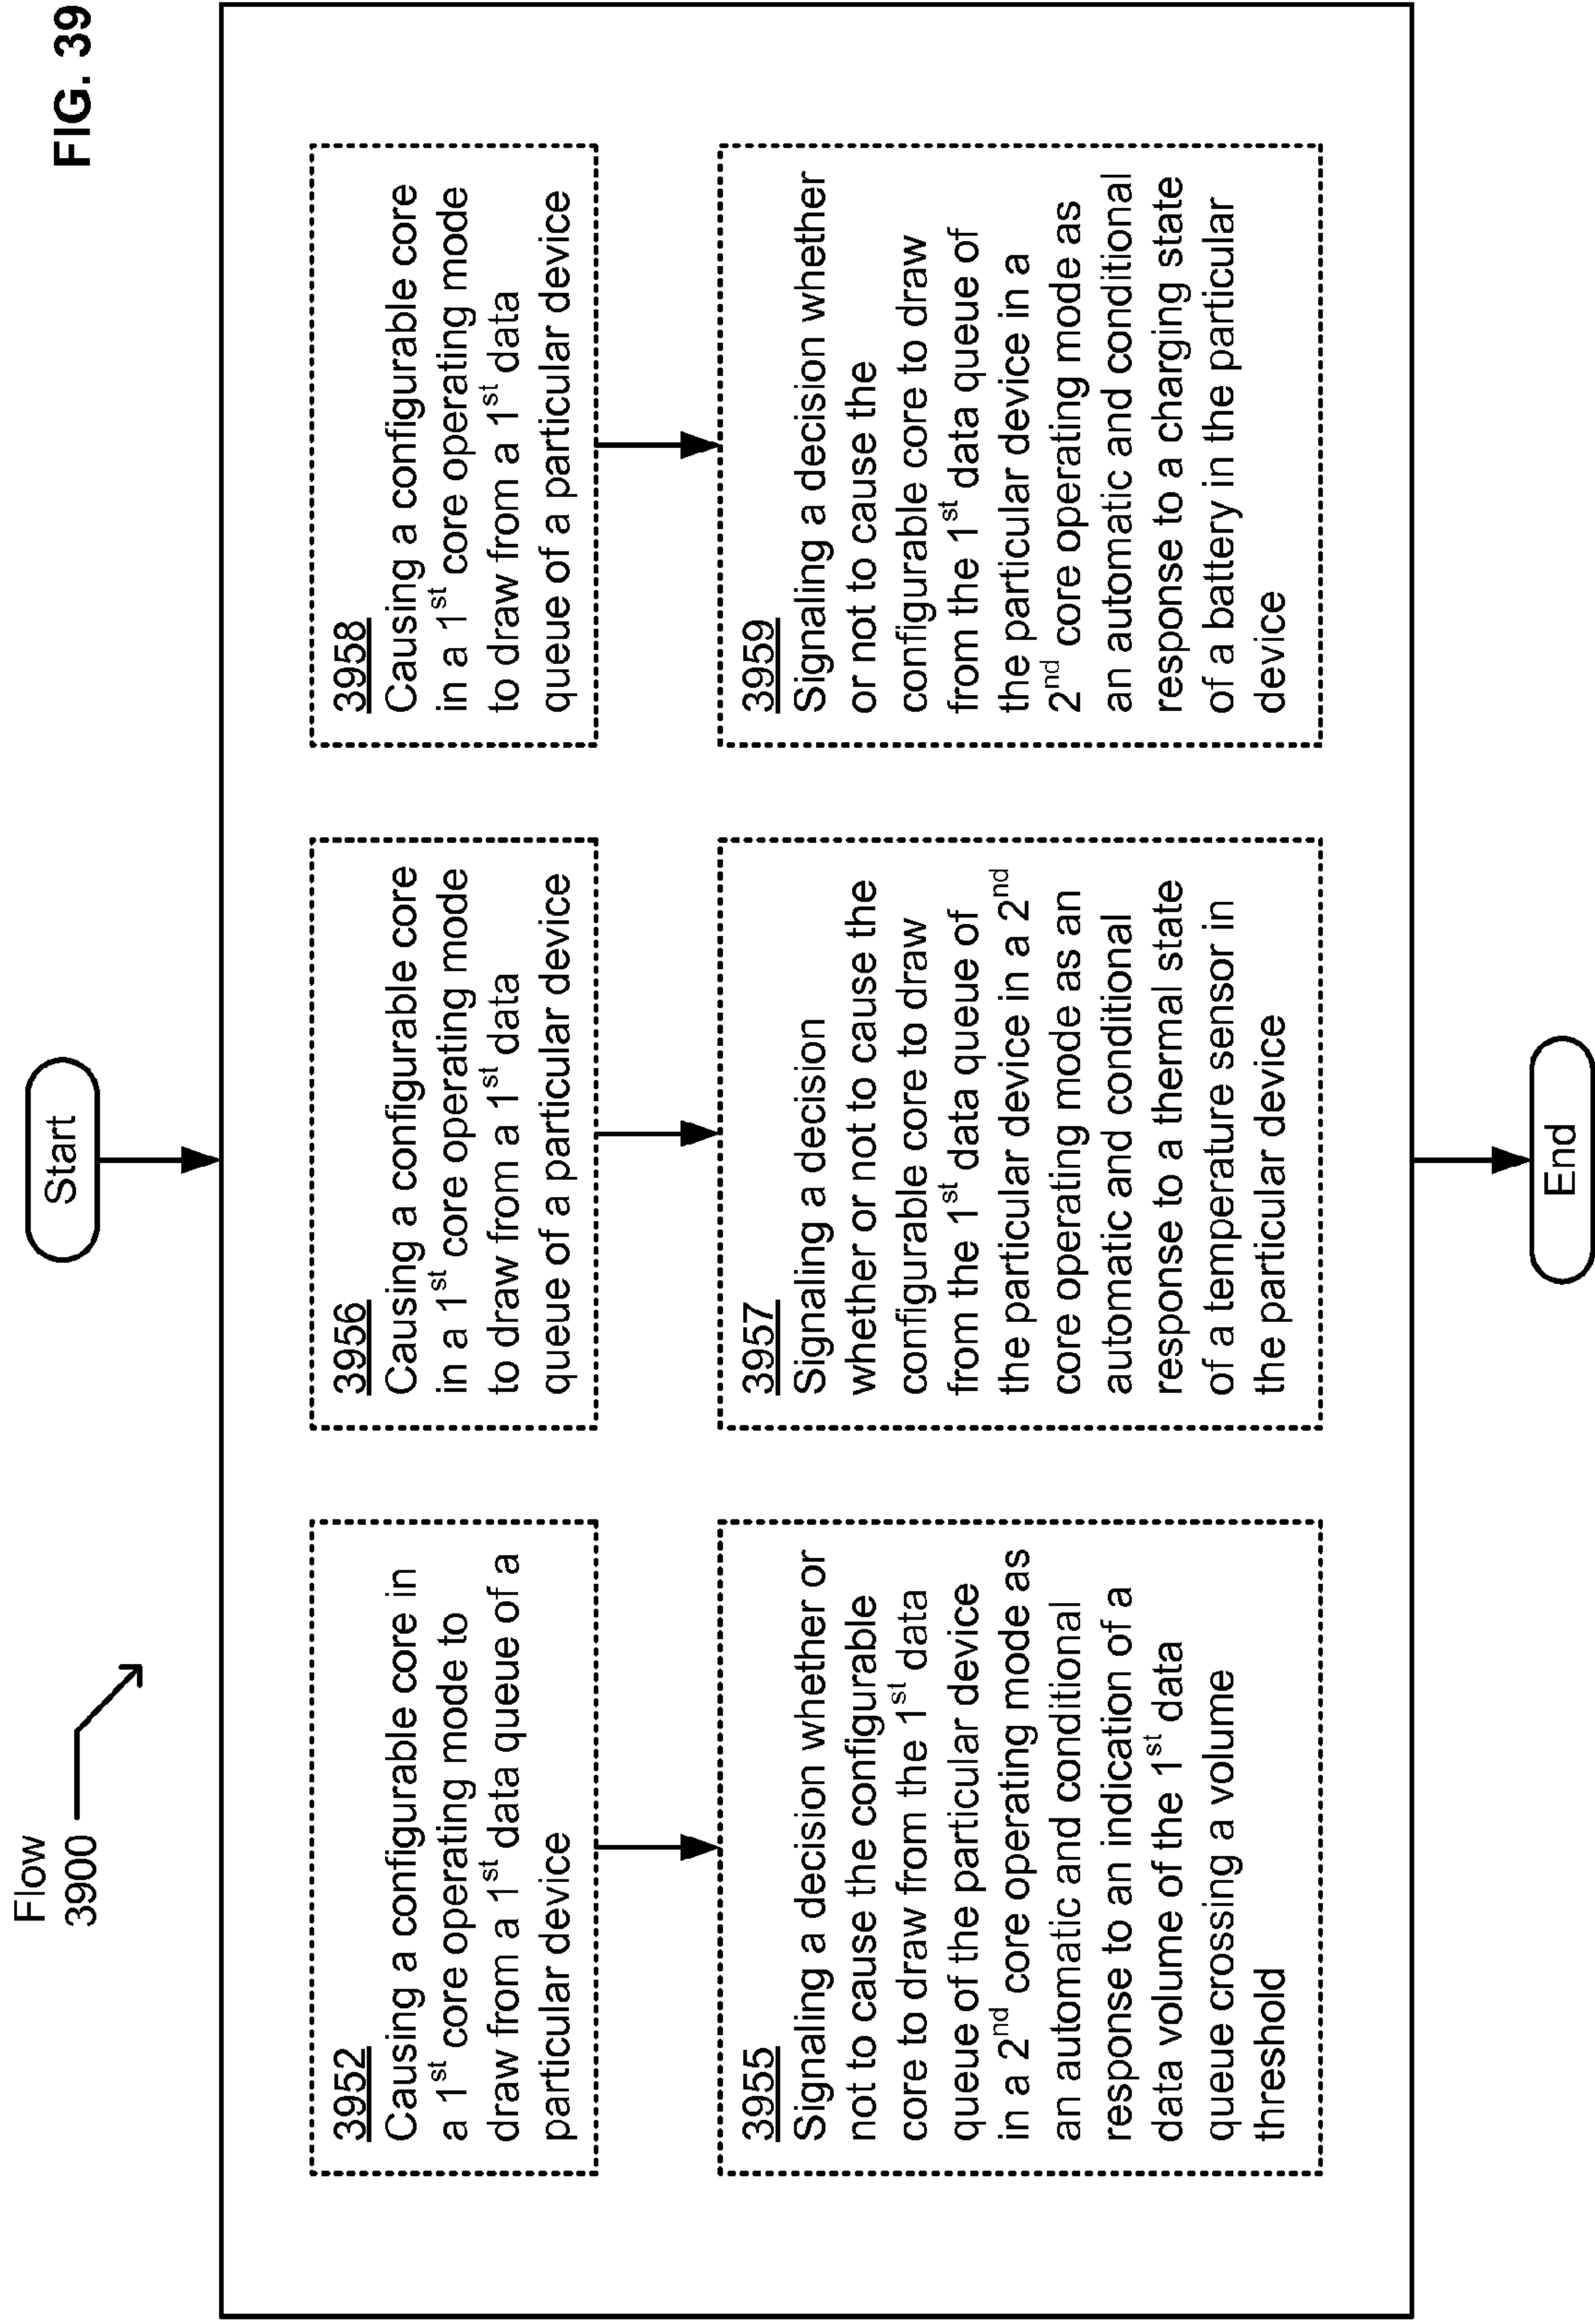 FIG. 39
Flow
3900
Start
3952
Causing a configurable core in
a 1st core operating mode to
draw from a 1st data queue of a
particular device
3955
Signaling a decision whether or
not to cause the configurable
core to draw from the 1st data
queue of the particular device
in a 2nd core operating mode as
an automatic and conditional
response to an indication of a
data volume of the 1st data
queue crossing a volume
threshold
3956
Causing a configurable core
in a 1st core operating mode
to draw from a 1st data
queue of a particular device
3957
Signaling a decision
whether or not to cause the
configurable core to draw
from the 1st data queue of
the particular device in a 2nd
core operating mode as an
automatic and conditional
response to a thermal state
of a temperature sensor in
the particular device
3958
Causing a configurable core
in a 1st core operating mode
to draw from a 1st data
queue of a particular device
3959
Signaling a decision whether
or not to cause the
configurable core to draw
from the 1st data queue of
the particular device in a
2nd core operating mode as
an automatic and conditional
response to a charging state
of a battery in the particular
device
End